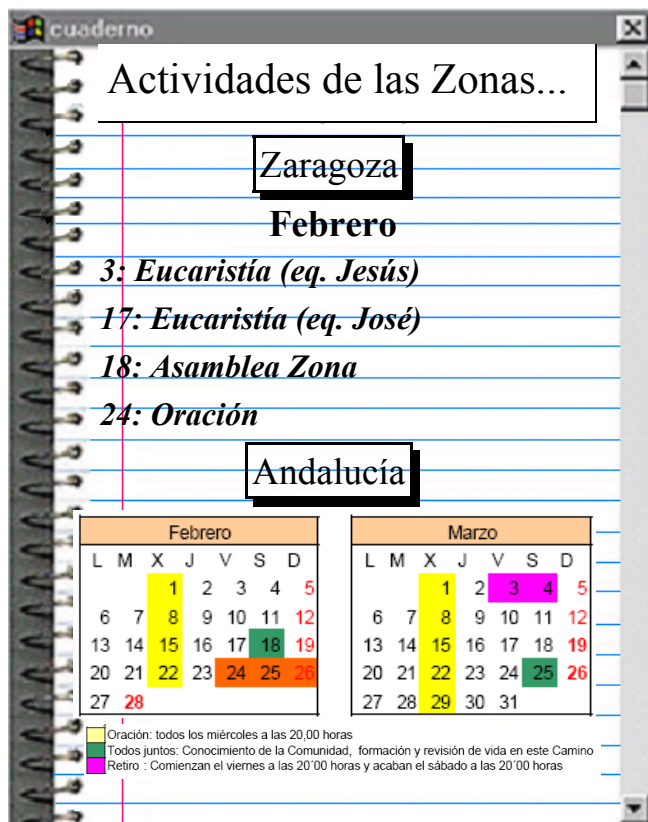 cuaderno
Actividades de las Zonas...
Zaragoza
Febrero
3: Eucaristía (eq. Jesús)
17: Eucaristía (eq. José)
18: Asamblea Zona
24: Oración
Andalucía
Febrero
L M X J V S D
1 2 3 4 5
6 7 8 9 10 11 12
13 14 15 16 17 18 19
20 21 22 23 24 25 26
27 28
Marzo
L M X J V S D
1 2 3 4 5
6 7 8 9 10 11 12
13 14 15 16 17 18 19
20 21 22 23 24 25 26
27 28 29 30 31
Oración: todos los miércoles a las 20,00 horas
Todos juntos: Conocimiento de la Comunidad, formación y revisión de vida en este Camino
Retiro : Comienzan el viernes a las 20´00 horas y acaban el sábado a las 20´00 horas